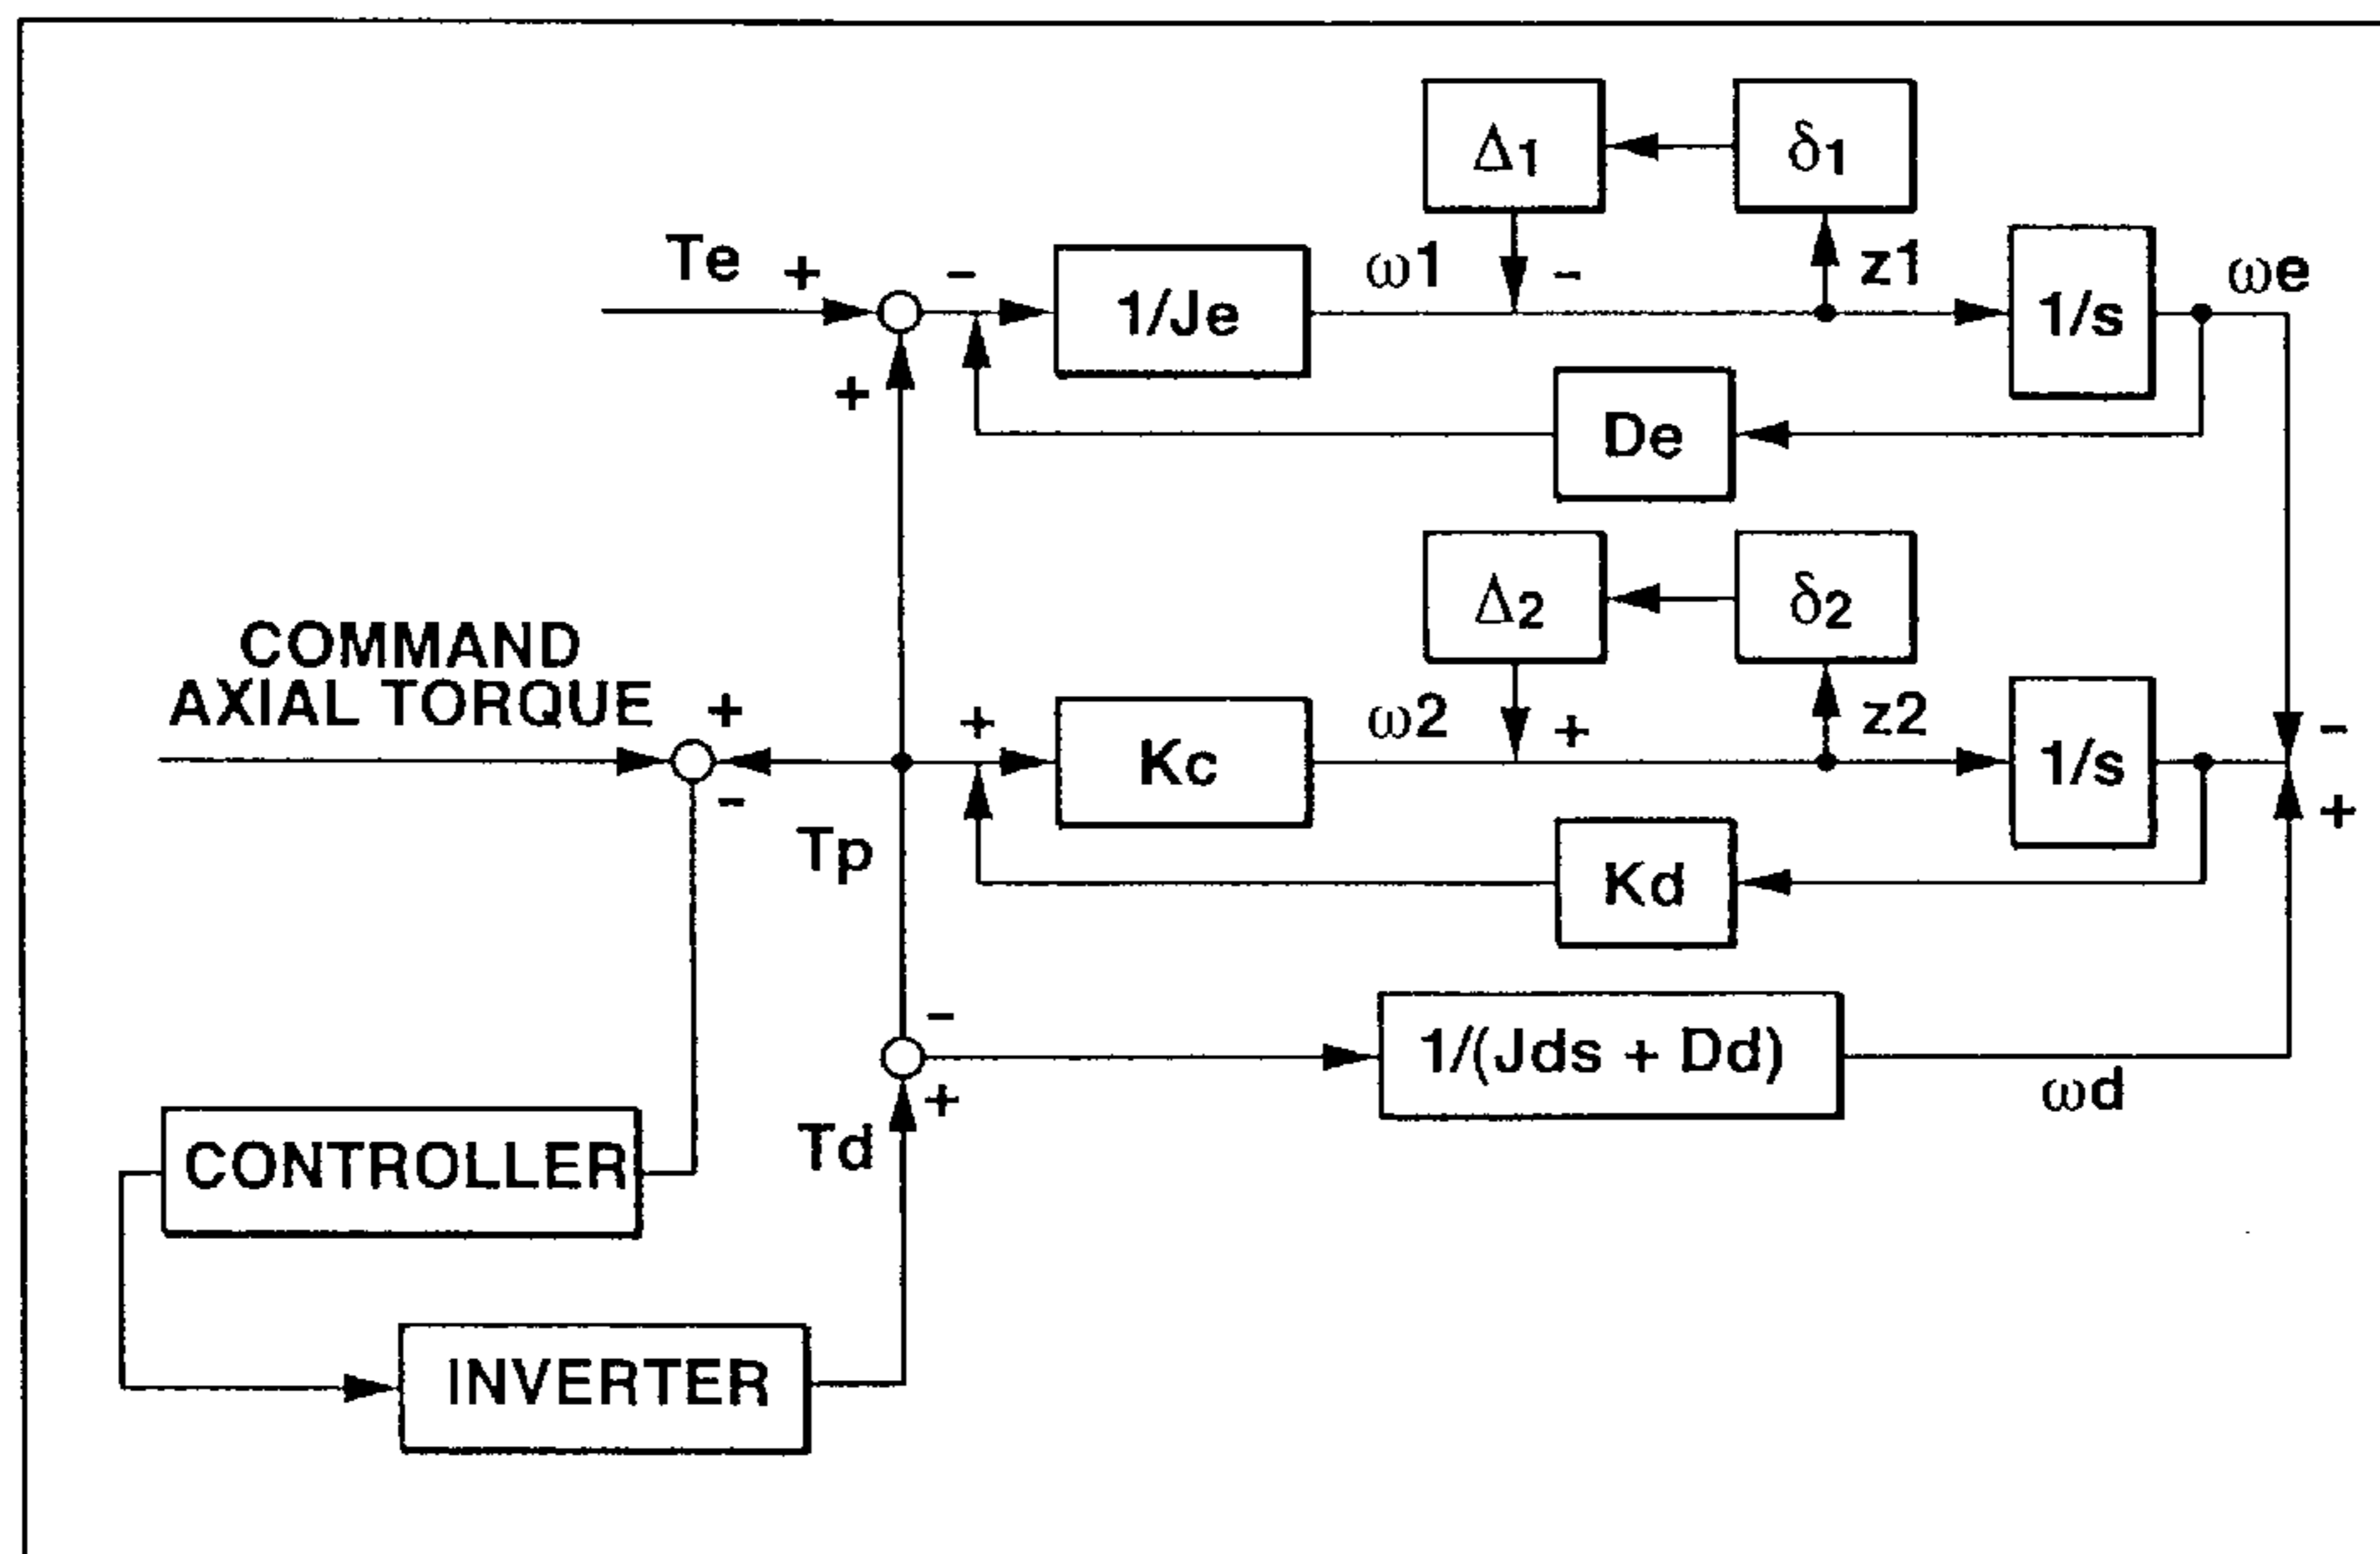 Δ1
δ1
Te
+
-
1/Je
ω1
-
z1
1/s
ωe
+
De
Δ2
δ2
COMMAND
AXIAL TORQUE
+
+
Kc
ω2
+
z2
1/s
-
-
Tp
+
Kd
-
1/(Jds + Dd)
+
ωd
Td
CONTROLLER
INVERTER